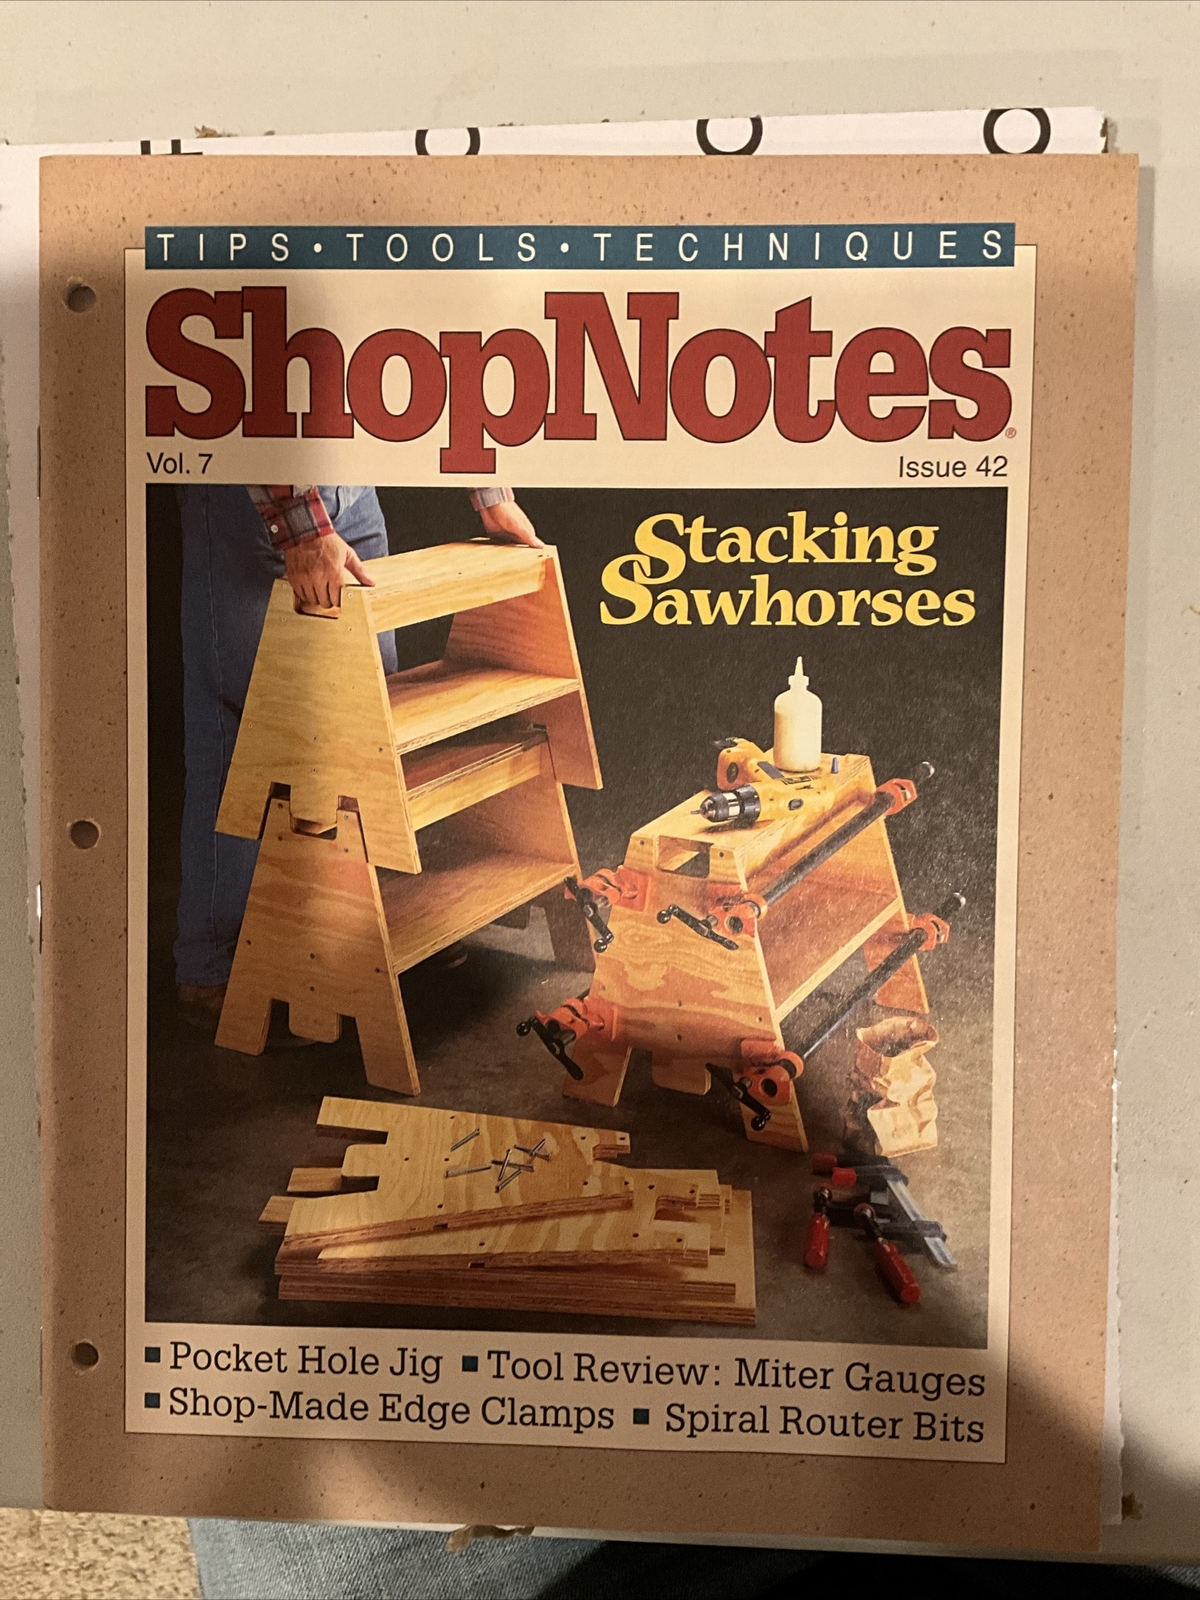 TIPS • TOOLS • TECHNIQUES
ShopNotes®
Vol. 7
Issue 42
Stacking
Sawhorses
■ Pocket Hole Jig ■ Tool Review: Miter Gauges
■ Shop-Made Edge Clamps ■ Spiral Router Bits